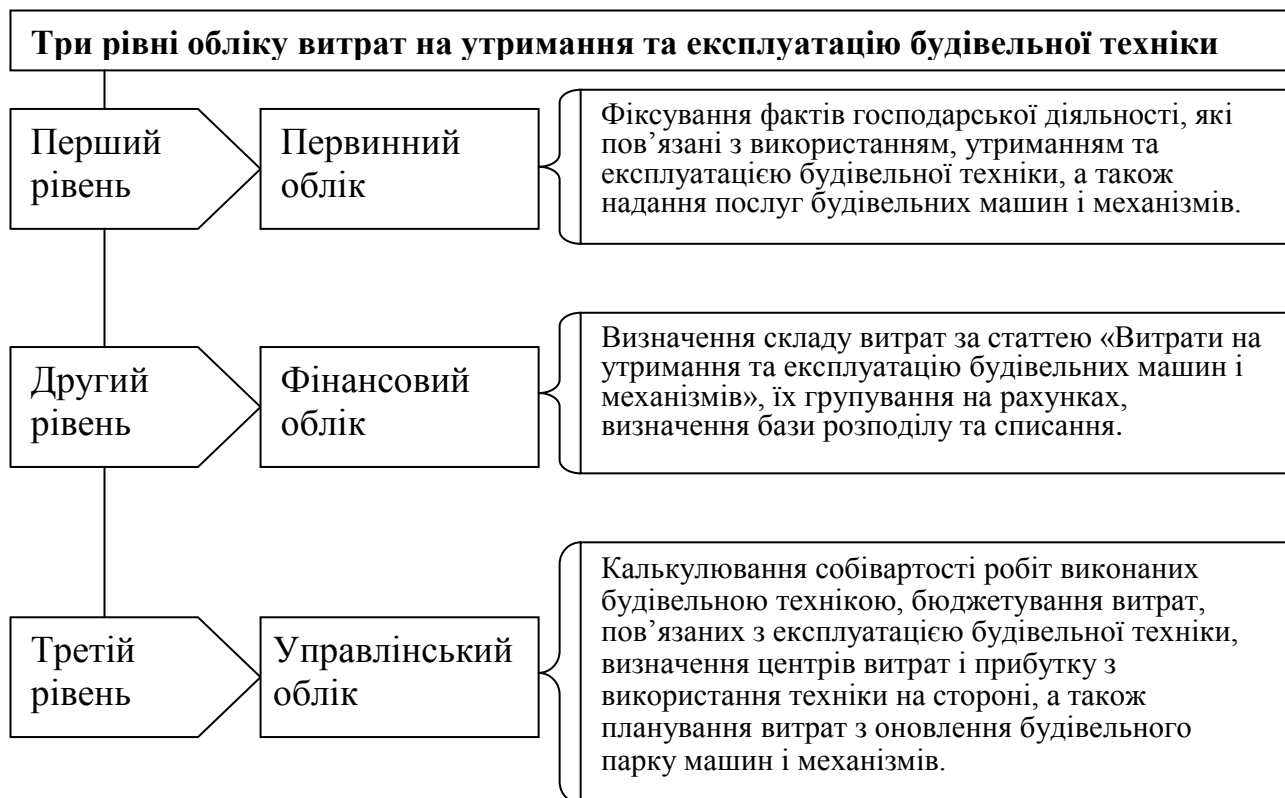 Три рівні обліку витрат на утримання та експлуатацію будівельної техніки
Перший
рівень
Первинний
облік
Фіксування фактів господарської діяльності, які
пов’язані з використанням, утриманням та
експлуатацією будівельної техніки, а також
надання послуг будівельних машин і механізмів.
Другий
рівень
Фінансовий
облік
Визначення складу витрат за статтею «Витрати на
утримання та експлуатацію будівельних машин і
механізмів», їх групування на рахунках,
визначення бази розподілу та списання.
Третій
рівень
Управлінський
облік
Калькулювання собівартості робіт виконаних
будівельною технікою, бюджетування витрат,
пов’язаних з експлуатацією будівельної техніки,
визначення центрів витрат і прибутку з
використання техніки на стороні, а також
планування витрат з оновлення будівельного
парку машин і механізмів.